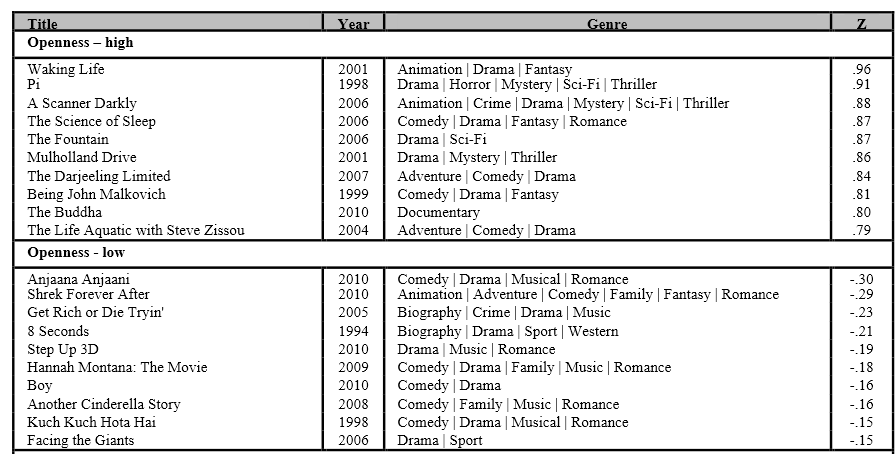 Title Year Genre Z
Openness – high
Waking Life 2001 Animation | Drama | Fantasy .96
Pi 1998 Drama | Horror | Mystery | Sci-Fi | Thriller .91
A Scanner Darkly 2006 Animation | Crime | Drama | Mystery | Sci-Fi | Thriller .88
The Science of Sleep 2006 Comedy | Drama | Fantasy | Romance .87
The Fountain 2006 Drama | Sci-Fi .87
Mulholland Drive 2001 Drama | Mystery | Thriller .86
The Darjeeling Limited 2007 Adventure | Comedy | Drama .84
Being John Malkovich 1999 Comedy | Drama | Fantasy .81
The Buddha 2010 Documentary .80
The Life Aquatic with Steve Zissou 2004 Adventure | Comedy | Drama .79
Openness - low
Anjaana Anjaani 2010 Comedy | Drama | Musical | Romance -.30
Shrek Forever After 2010 Animation | Adventure | Comedy | Family | Fantasy | Romance -.29
Get Rich or Die Tryin' 2005 Biography | Crime | Drama | Music -.23
8 Seconds 1994 Biography | Drama | Sport | Western -.21
Step Up 3D 2010 Drama | Music | Romance -.19
Hannah Montana: The Movie 2009 Comedy | Drama | Family | Music | Romance -.18
Boy 2010 Comedy | Drama -.16
Another Cinderella Story 2008 Comedy | Family | Music | Romance -.16
Kuch Kuch Hota Hai 1998 Comedy | Drama | Musical | Romance -.15
Facing the Giants 2006 Drama | Sport -.15